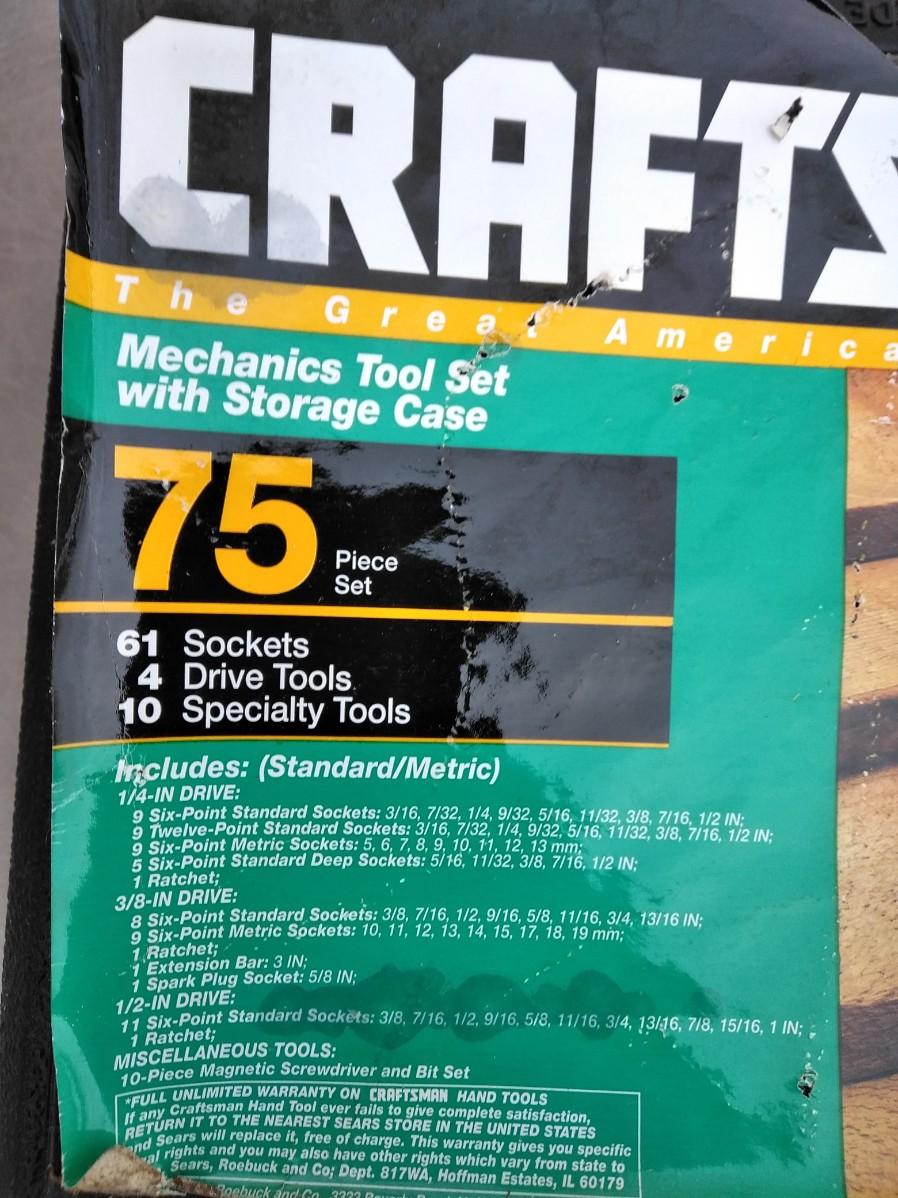 CRAFTS
The Great America
Mechanics Tool Set
with Storage Case
75 Piece
Set
61 Sockets
4 Drive Tools
10 Specialty Tools
Includes: (Standard/Metric)
1/4-IN DRIVE:
9 Six-Point Standard Sockets: 3/16, 7/32, 1/4, 9/32, 5/16, 11/32, 3/8, 7/16, 1/2 IN;
9 Twelve-Point Standard Sockets: 3/16, 7/32, 1/4, 9/32, 5/16, 11/32, 3/8, 7/16, 1/2 IN;
9 Six-Point Metric Sockets: 5, 6, 7, 8, 9, 10, 11, 12, 13 mm;
5 Six-Point Standard Deep Sockets: 5/16, 11/32, 3/8, 7/16, 1/2 IN;
1 Ratchet;
3/8-IN DRIVE:
8 Six-Point Standard Sockets: 3/8, 7/16, 1/2, 9/16, 5/8, 11/16, 3/4, 13/16 IN;
9 Six-Point Metric Sockets: 10, 11, 12, 13, 14, 15, 17, 18, 19 mm;
1 Ratchet;
1 Extension Bar: 3 IN;
1 Spark Plug Socket: 5/8 IN;
1/2-IN DRIVE:
11 Six-Point Standard Sockets: 3/8, 7/16, 1/2, 9/16, 5/8, 11/16, 3/4, 13/16, 7/8, 15/16, 1 IN;
1 Ratchet;
MISCELLANEOUS TOOLS:
10-Piece Magnetic Screwdriver and Bit Set
*FULL UNLIMITED WARRANTY ON CRAFTSMAN HAND TOOLS
If any Craftsman Hand Tool ever fails to give complete satisfaction,
RETURN IT TO THE NEAREST SEARS STORE IN THE UNITED STATES
and Sears will replace it, free of charge. This warranty gives you specific
rights and you may also have other rights which vary from state to
Sears, Roebuck and Co; Dept. 817WA, Hoffman Estates, IL 60179
Roebuck and Co. 3333